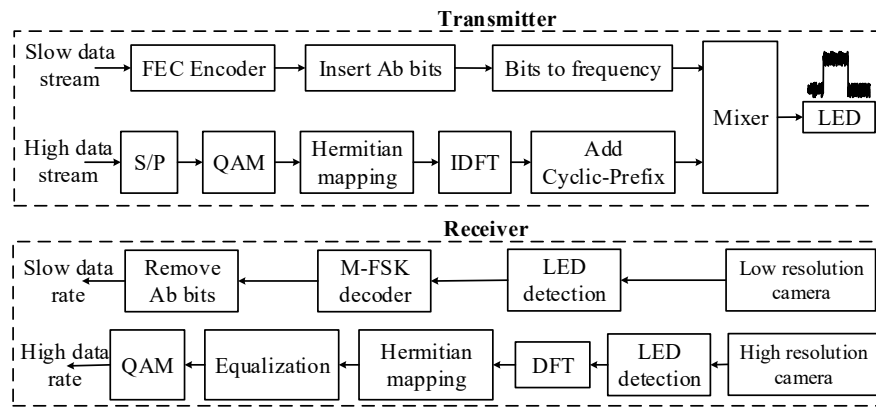 Transmitter
Slow data
stream
FEC Encoder
Insert Ab bits
Bits to frequency
Mixer
LED
High data
stream
S/P
QAM
Hermitian
mapping
IDFT
Add
Cyclic-Prefix
Receiver
Slow data
rate
Remove
Ab bits
M-FSK
decoder
LED
detection
Low resolution
camera
High data
rate
QAM
Equalization
Hermitian
mapping
DFT
LED
detection
High resolution
camera